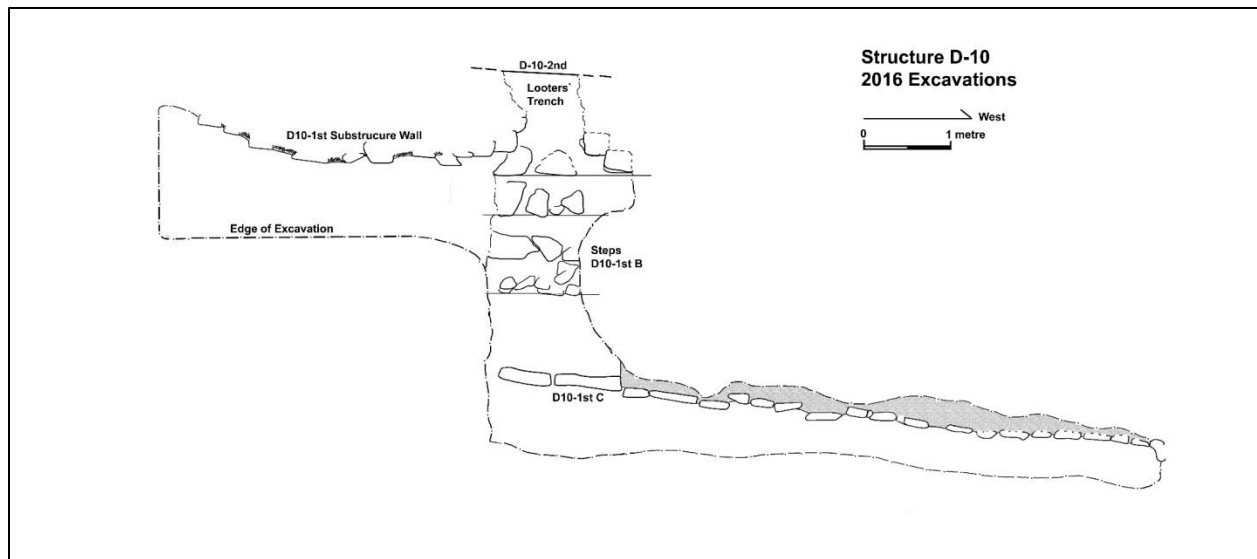 Structure D-10
2016 Excavations
West
0
1 metre
D-10-2nd
Looters`
Trench
D10-1st Substrucure Wall
Edge of Excavation
Steps
D10-1st B
D10-1st C